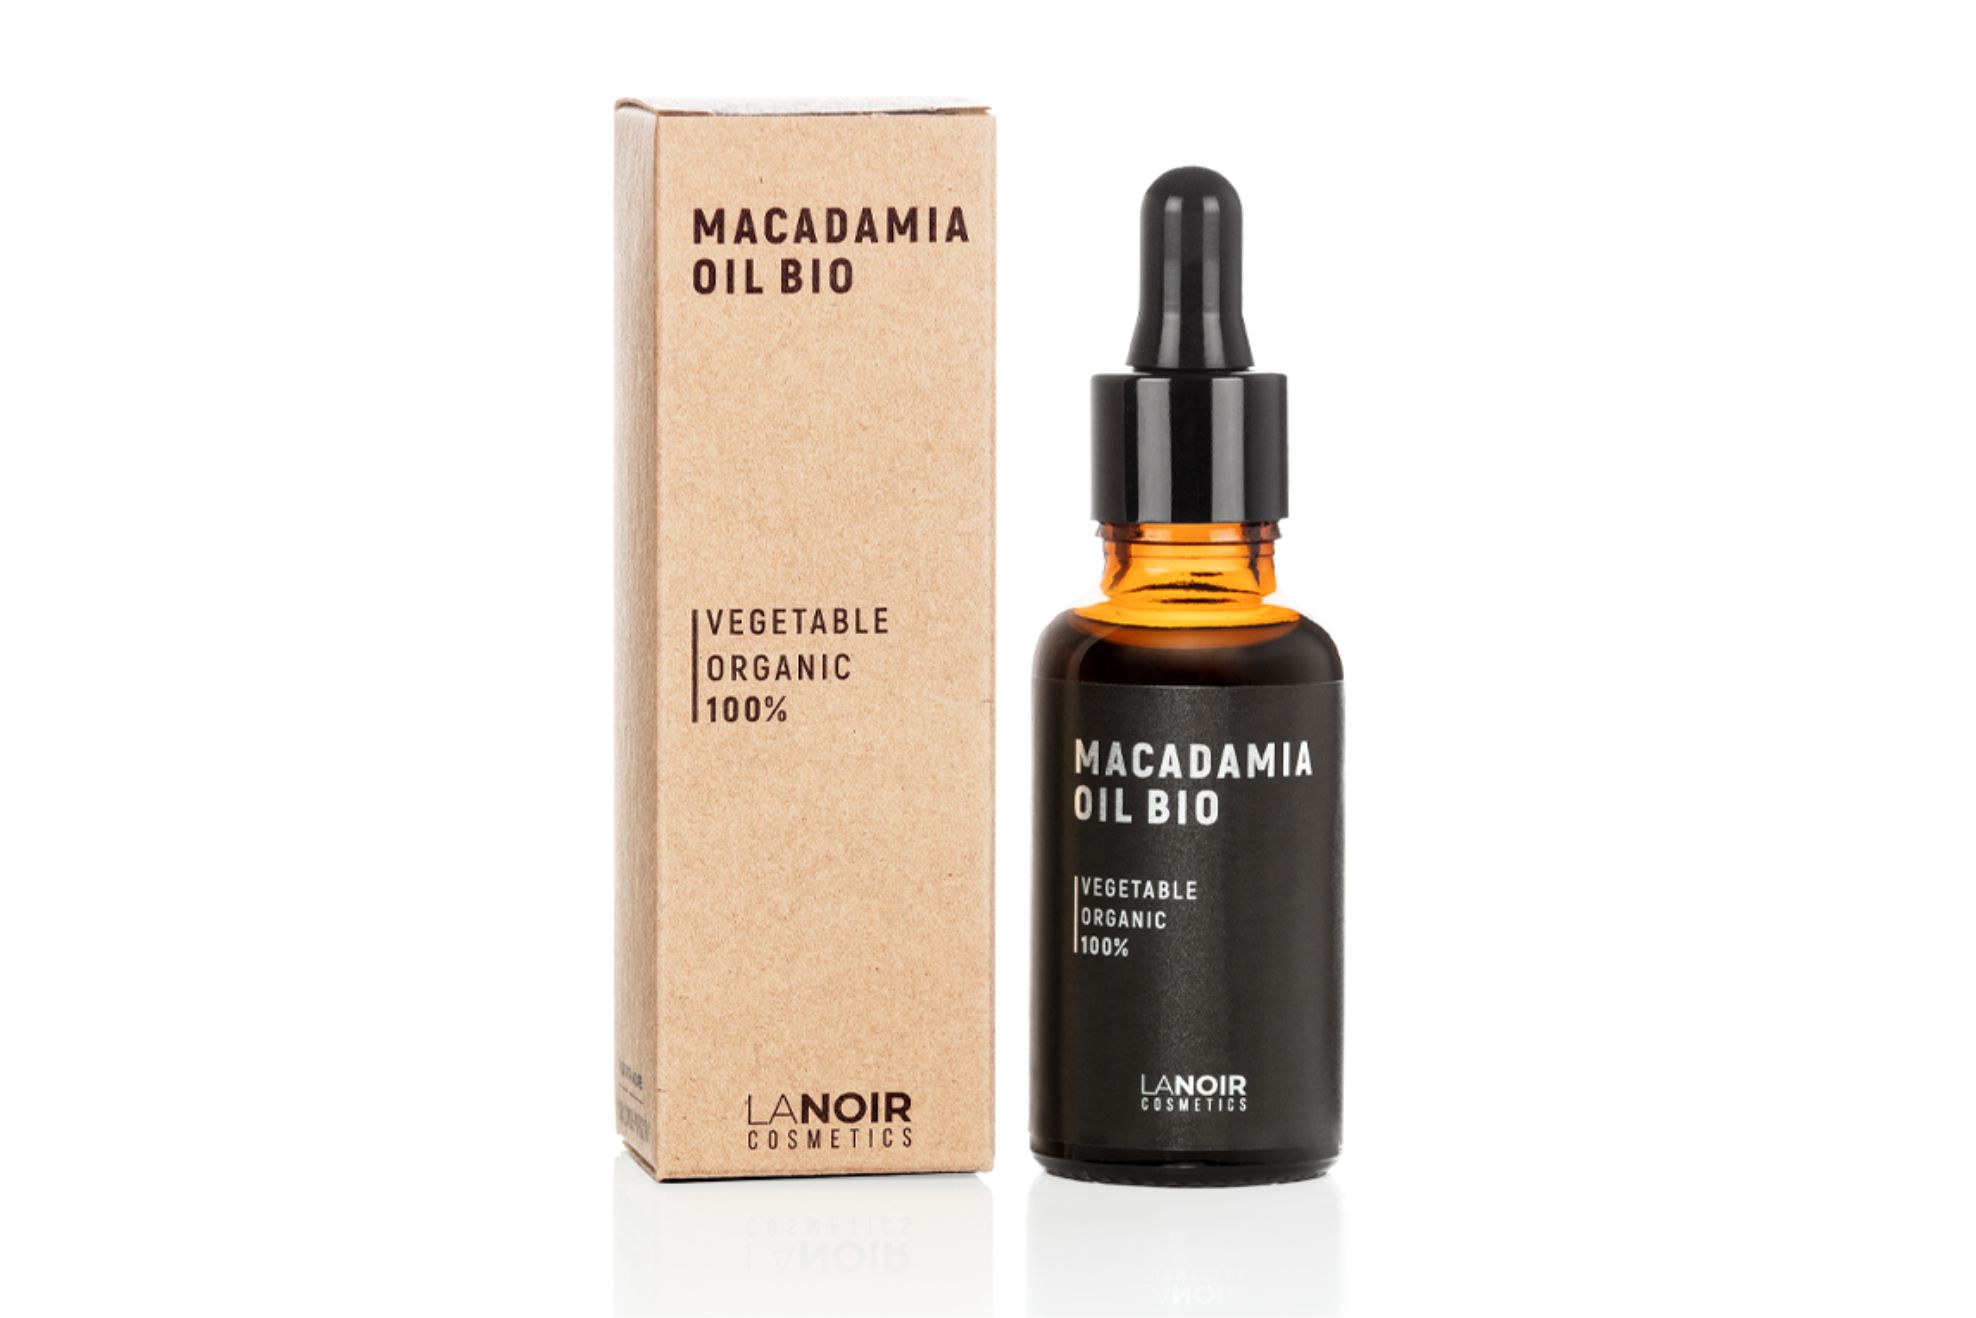 MACADAMIA
OIL BIO
VEGETABLE
ORGANIC
100%
LANOIR
COSMETICS
MACADAMIA
OIL BIO
VEGETABLE
ORGANIC
100%
LANOIR
COSMETICS